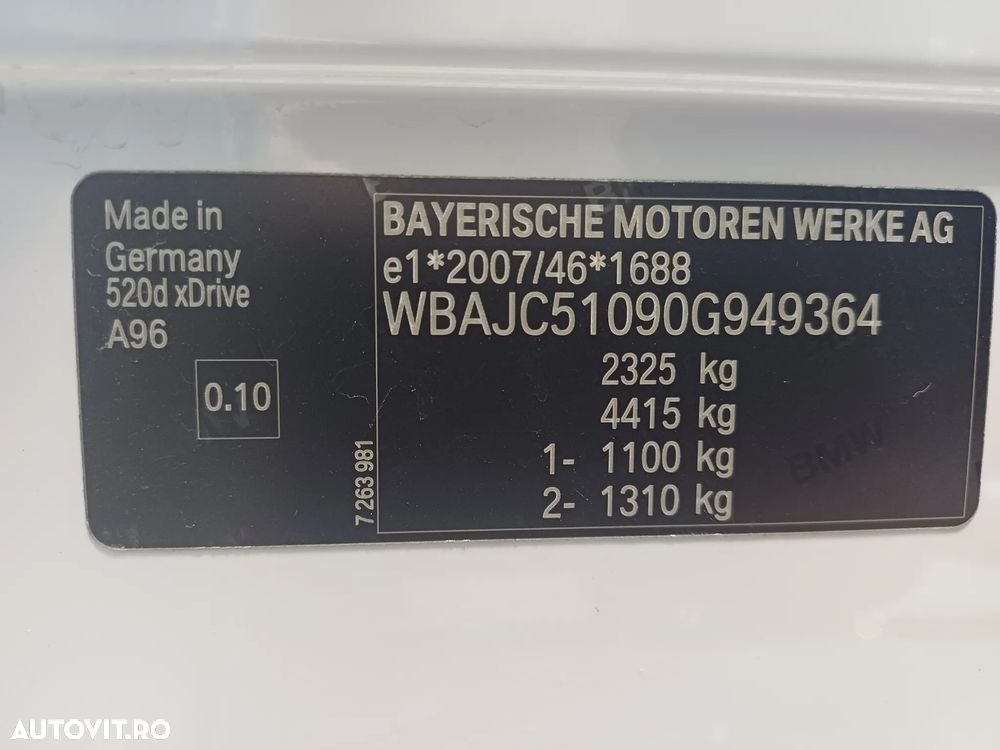 Made in
Germany
520d xDrive
A96
0.10
7 263 981
BAYERISCHE MOTOREN WERKE AG
e1*2007/46*1688
WBAJC51090G949364
2325 kg
4415 kg
1- 1100 kg
2- 1310 kg
BMW
BMW
AUTOVIT.RO